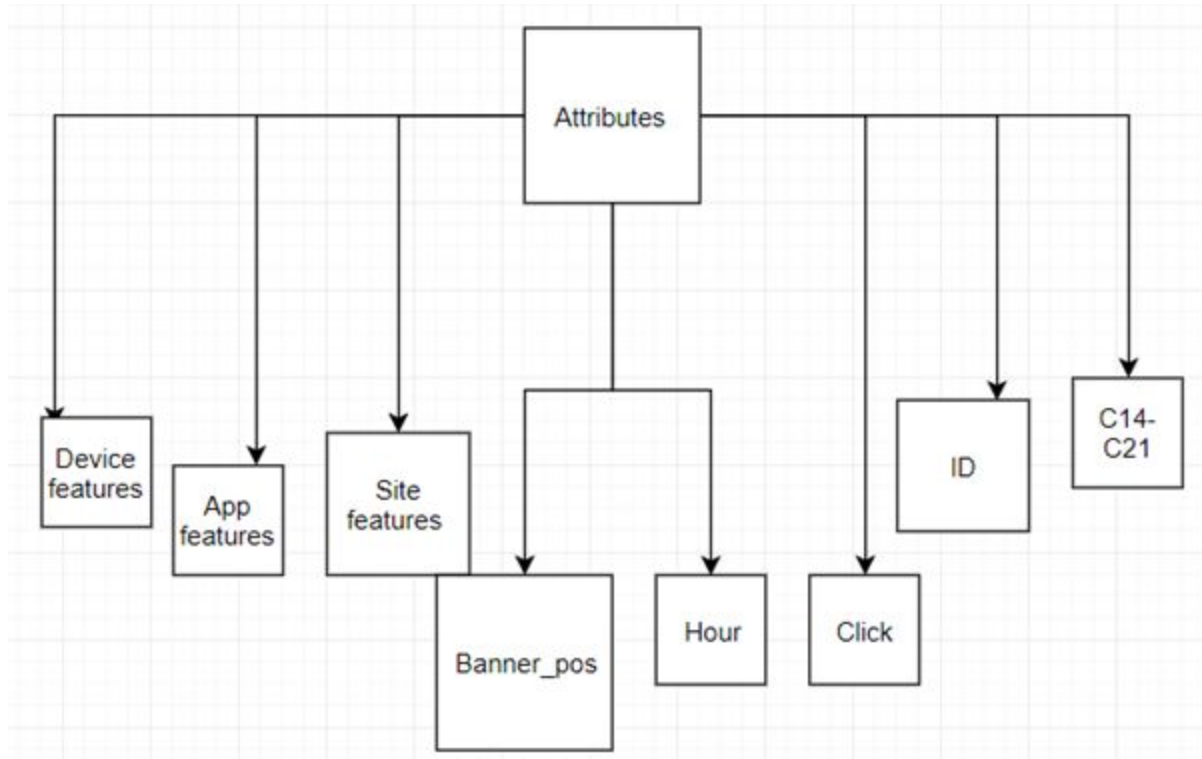 Attributes
Device
features
App
features
Site
features
Banner_pos
Hour
Click
ID
C14-
C21